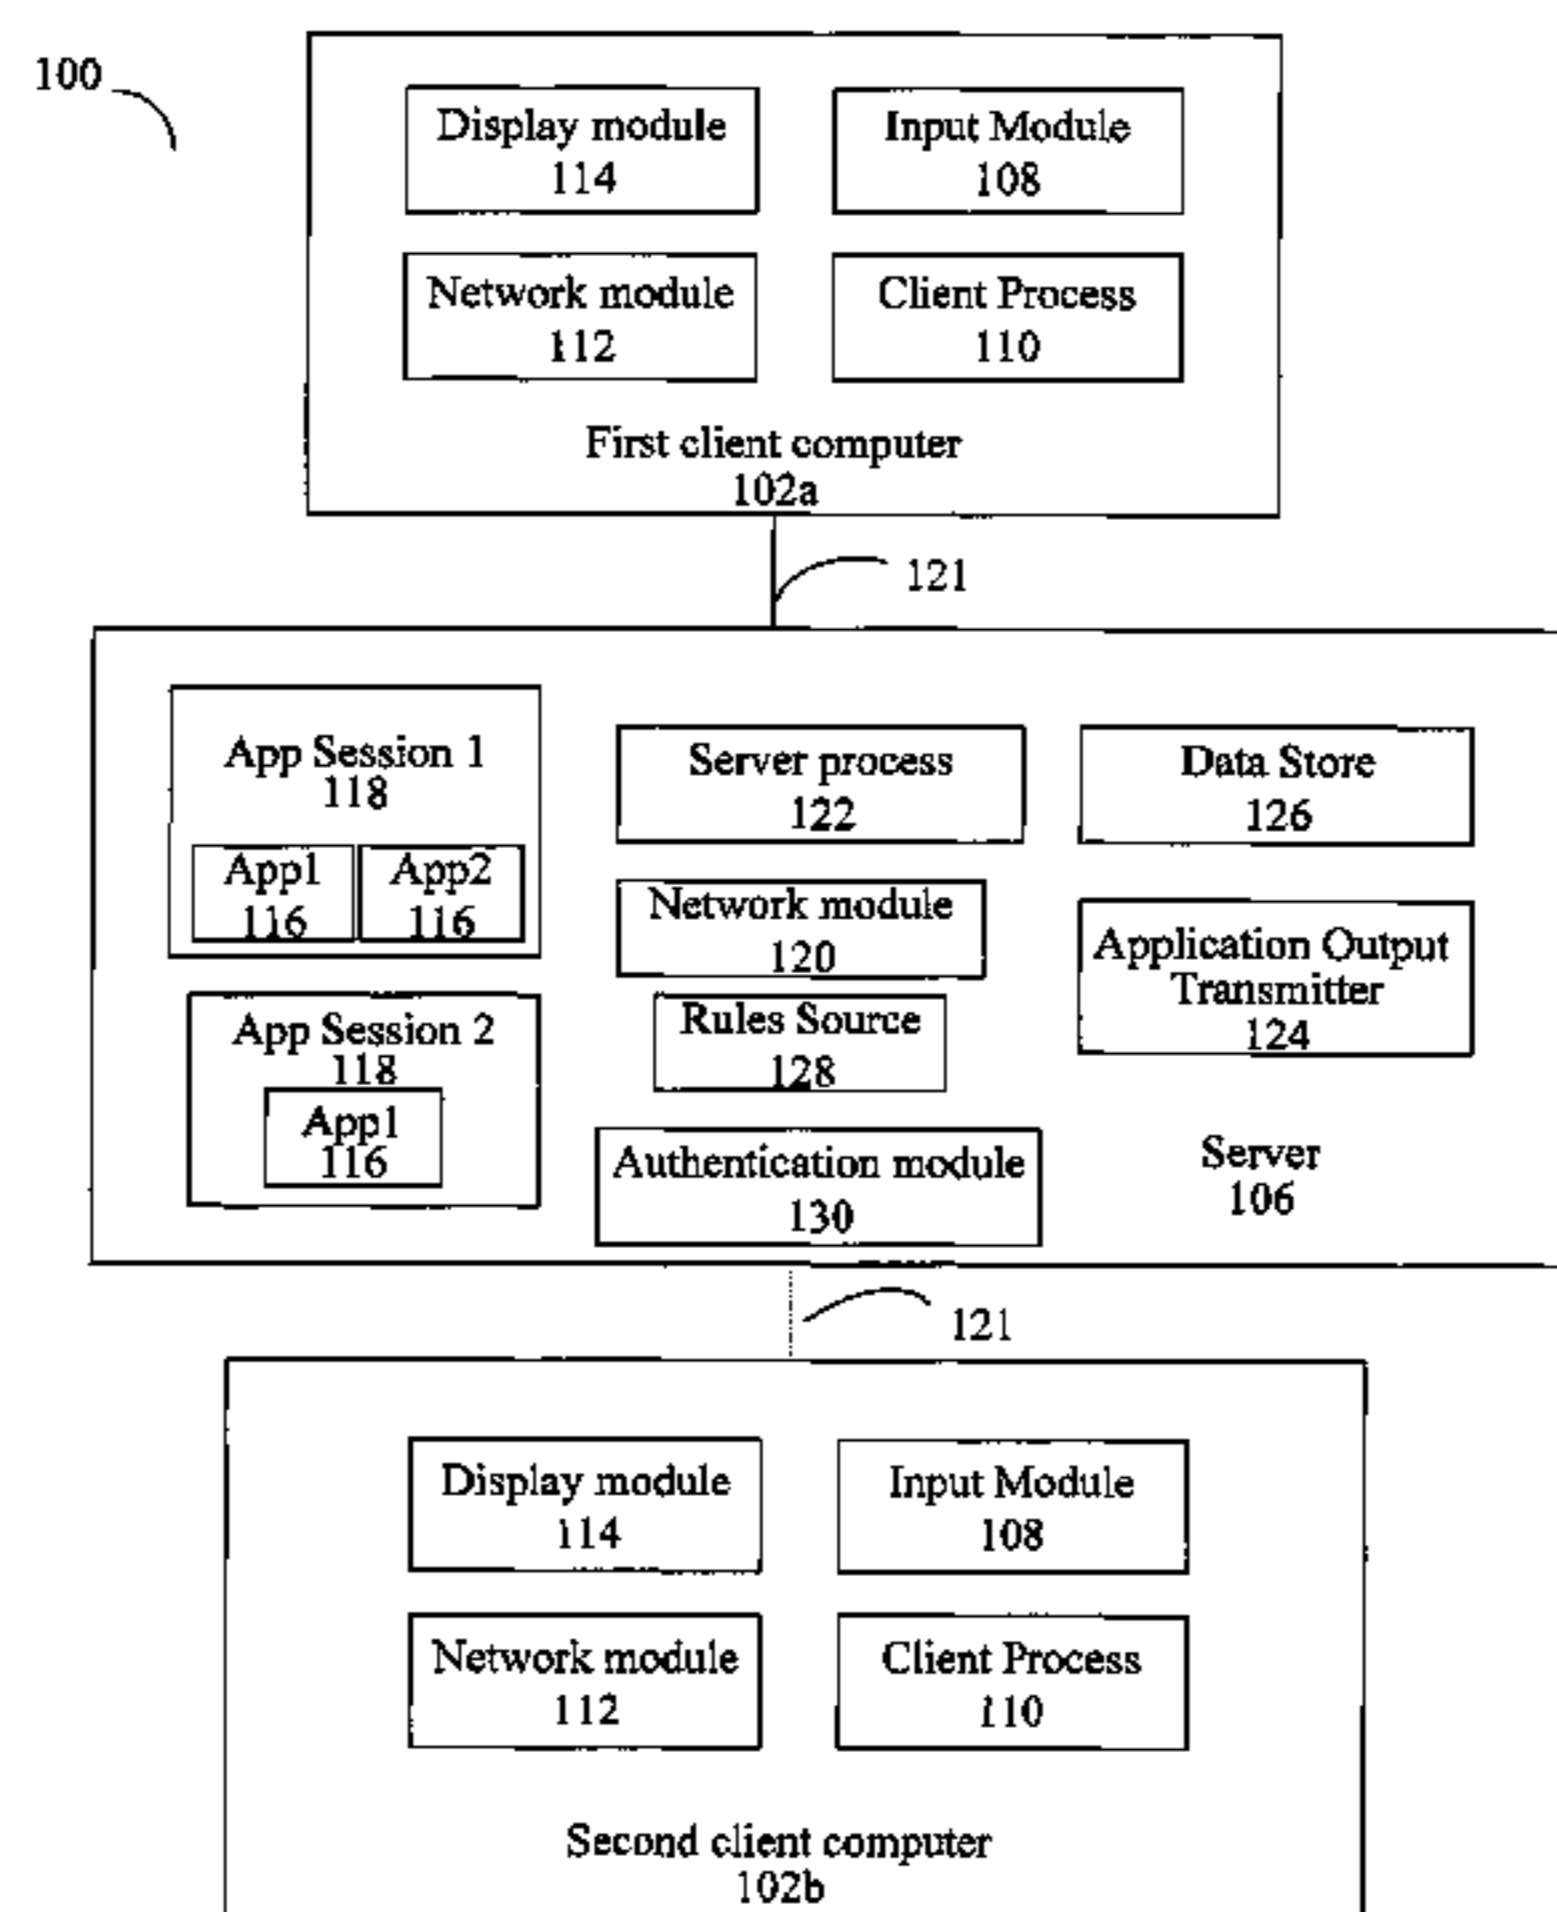 100
Display module
114
Input Module
108
Network module
112
Client Process
110
First client computer
102a
121
App Session 1
118
App1
116
App2
116
App Session 2
118
App1
116
Server process
122
Network module
120
Rules Source
128
Authentication module
130
Data Store
126
Application Output
Transmitter
124
Server
106
121
Display module
114
Input Module
108
Network module
112
Client Process
110
Second client computer
102b